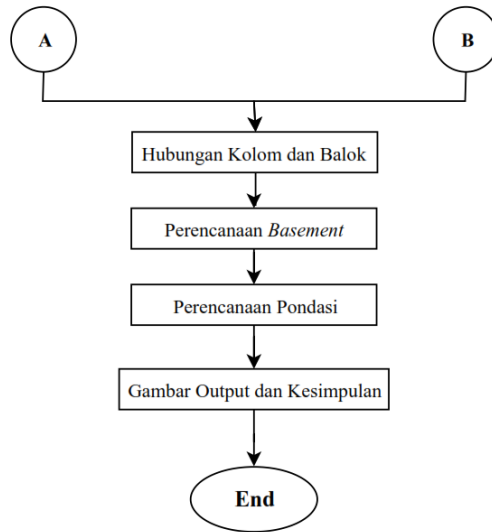 A
B
Hubungan Kolom dan Balok
Perencanaan Basement
Perencanaan Pondasi
Gambar Output dan Kesimpulan
End